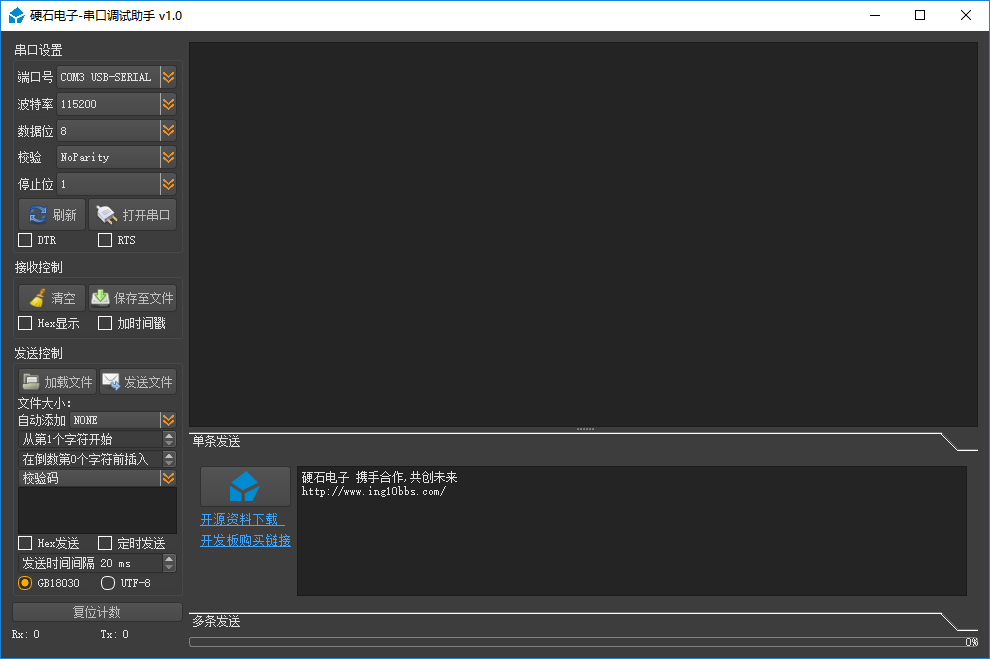 硬石电子-串口调试助手 v1.0
串口设置
端口号 COM3 USB-SERIAL
波特率 115200
数据位 8
校验 NoParity
停止位 1
刷新 打开串口
DTR RTS
接收控制
清空 保存至文件
Hex显示 加时间戳
发送控制
加载文件 发送文件
文件大小:
自动添加 NONE
从第1个字符开始
在倒数第0个字符前插入
校验码
Hex发送 定时发送
发送时间间隔 20 ms
GB18030 UTF-8
复位计数
Rx: 0 Tx: 0
单条发送
开源资料下载
开发板购买链接
硬石电子 携手合作,共创未来
http://www.ing10bbs.com/
多条发送
0%